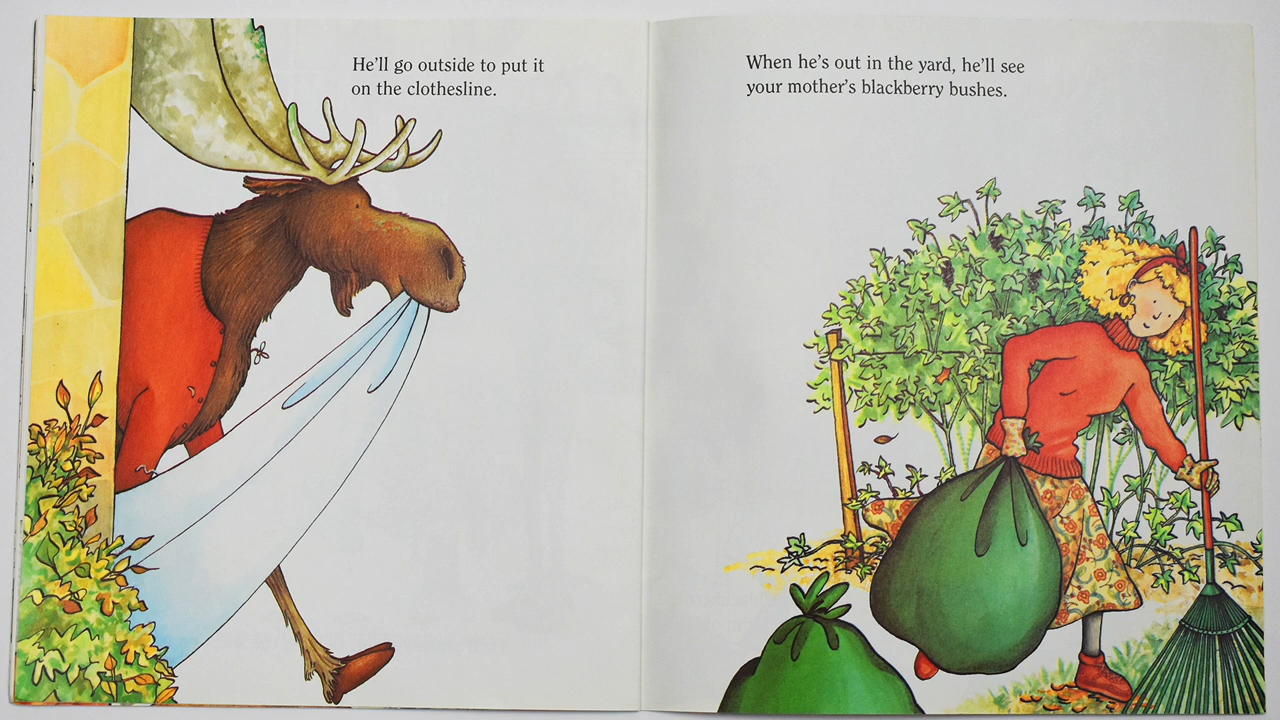 He'll go outside to put it
on the clothesline.
When he's out in the yard, he'll see
your mother's blackberry bushes.